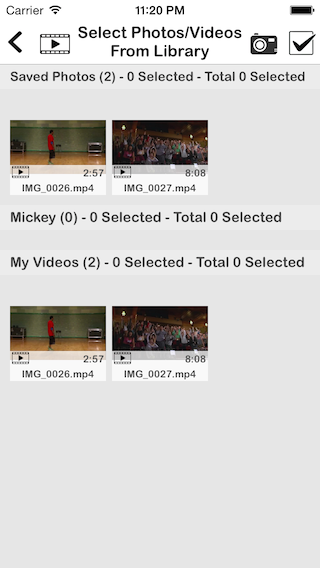 Carrier 11:20 PM
Select Photos/Videos
From Library
Saved Photos (2) - 0 Selected - Total 0 Selected
2:57 8:08
IMG_0026.mp4 IMG_0027.mp4
Mickey (0) - 0 Selected - Total 0 Selected
My Videos (2) - 0 Selected - Total 0 Selected
2:57 8:08
IMG_0026.mp4 IMG_0027.mp4